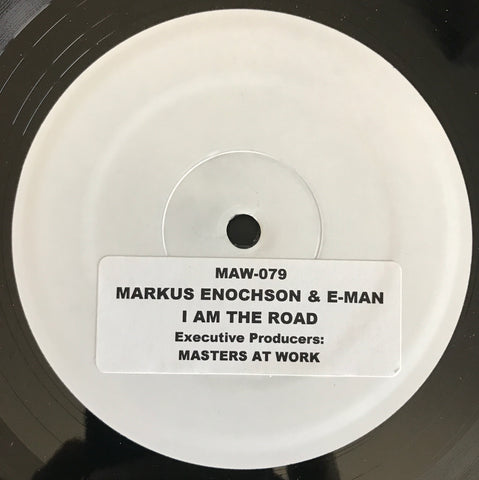 MAW-079
MARKUS ENOCHSON & E-MAN
I AM THE ROAD
Executive Producers:
MASTERS AT WORK